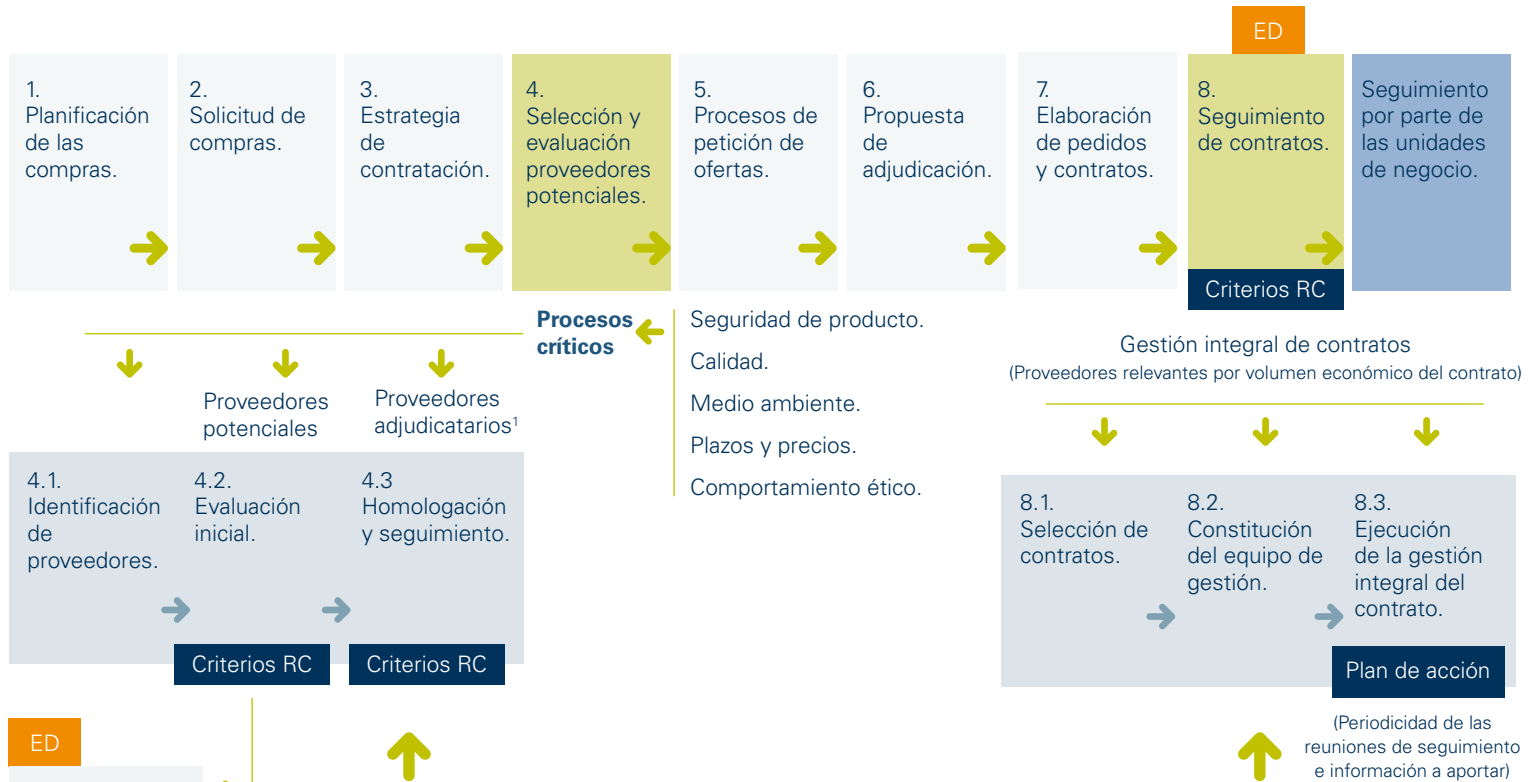 ED
1.
Planificación
de las
compras.
2.
Solicitud de
compras.
3.
Estrategia
de
contratación.
4.
Selección y
evaluación
proveedores
potenciales.
5.
Procesos de
petición de
ofertas.
6.
Propuesta
de
adjudicación.
7.
Elaboración
de pedidos
y contratos.
8.
Seguimiento
de contratos.
Seguimiento
por parte de
las unidades
de negocio.
Criterios RC
Procesos
críticos
Seguridad de producto.
Calidad.
Medio ambiente.
Plazos y precios.
Comportamiento ético.
Gestión integral de contratos
(Proveedores relevantes por volumen económico del contrato)
Proveedores
potenciales
Proveedores
adjudicatarios¹
4.1.
Identificación
de
proveedores.
4.2.
Evaluación
inicial.
4.3
Homologación
y seguimiento.
Criterios RC
Criterios RC
8.1.
Selección de
contratos.
8.2.
Constitución
del equipo de
gestión.
8.3.
Ejecución
de la gestión
integral del
contrato.
Plan de acción
(Periodicidad de las
reuniones de seguimiento
e información a aportar)
ED